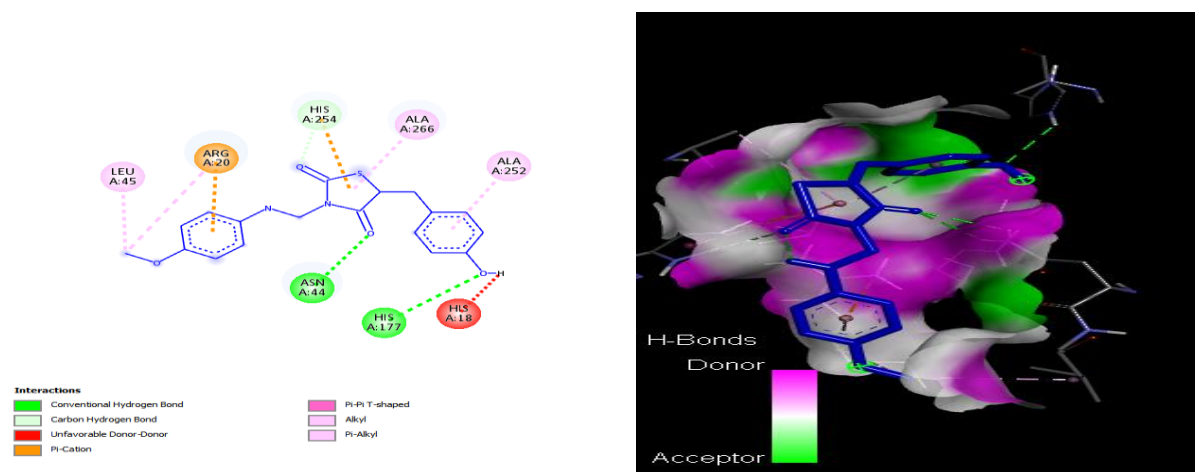 HIS
A:254
ALA
A:266
ARG
A:20
LEU
A:45
ALA
A:252
O
S
N
N
O
O
ASN
A:44
O
H
HIS
A:177
HIS
A:18
Interactions
Conventional Hydrogen Bond
Carbon Hydrogen Bond
Unfavorable Donor-Donor
Pi-Cation
Pi-Pi T-shaped
Alkyl
Pi-Alkyl
H-Bonds
Donor
Acceptor